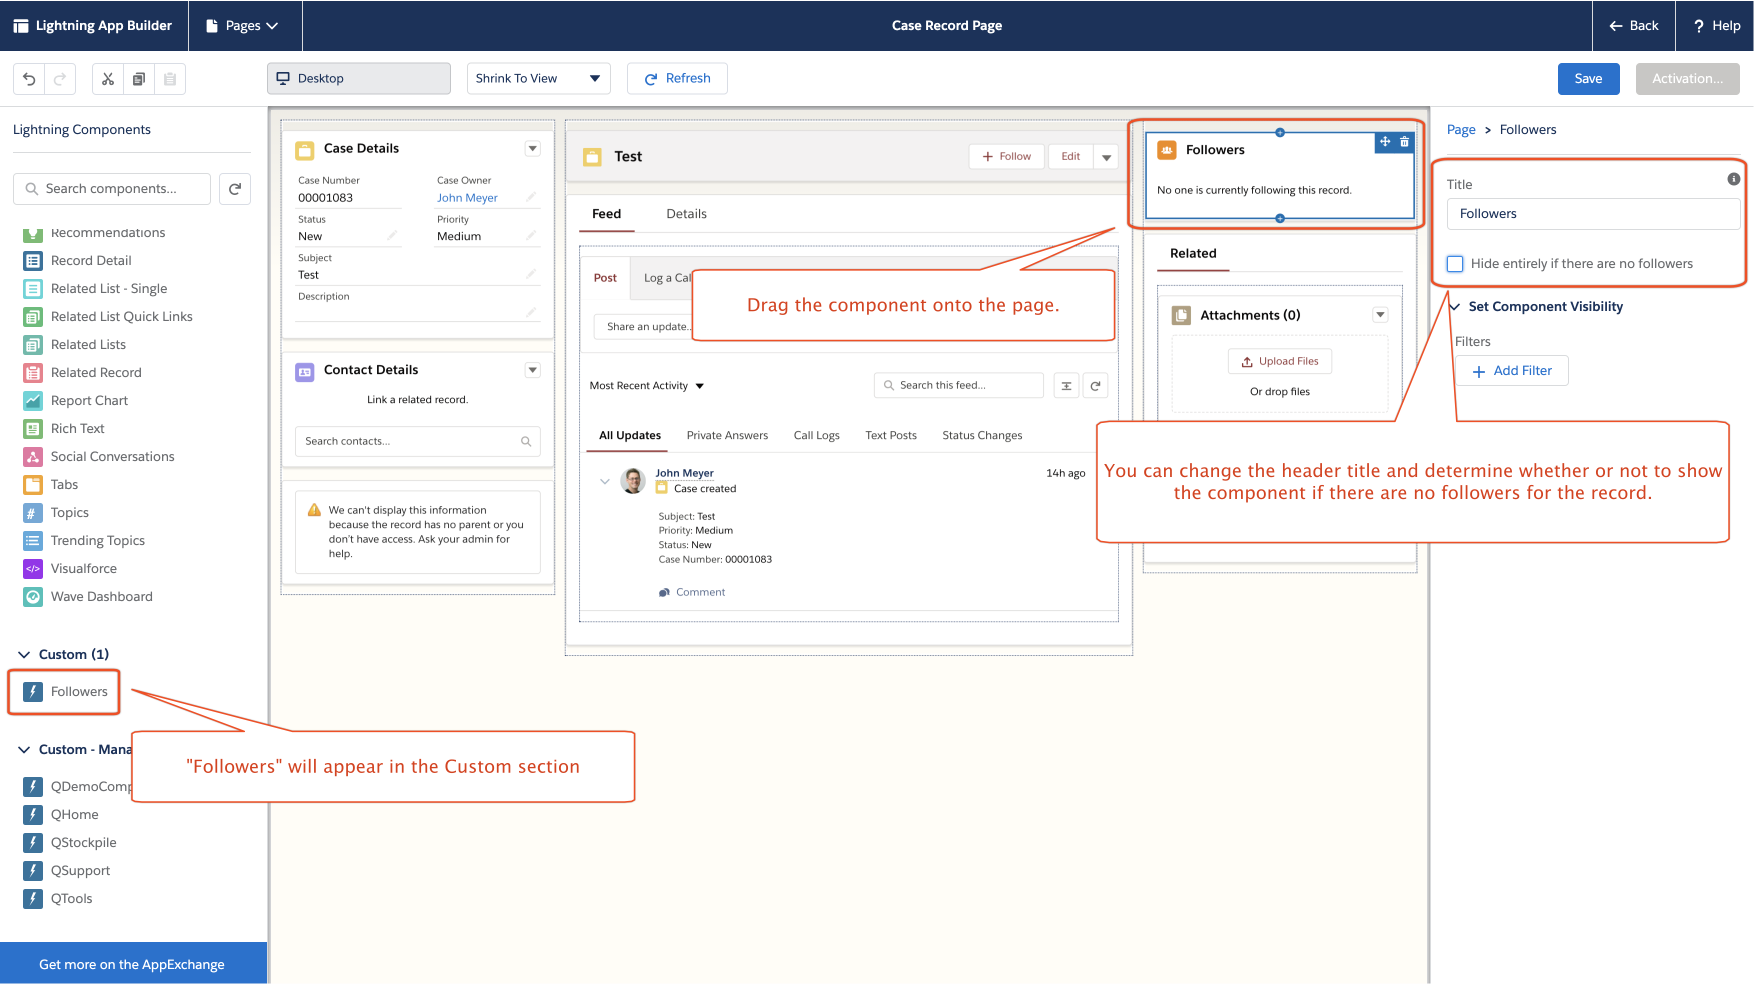 Lightning App Builder
Pages
Case Record Page
Back
? Help
Desktop
Shrink To View
Refresh
Save
Activation...
Lightning Components
Search components...
Recommendations
Record Detail
Related List - Single
Related List Quick Links
Related Lists
Related Record
Report Chart
Rich Text
Social Conversations
Tabs
# Topics
Trending Topics
</> Visualforce
Wave Dashboard
Custom (1)
Followers
Custom - Mana
QDemoComp
QHome
QStockpile
QSupport
QTools
Get more on the AppExchange
"Followers" will appear in the Custom section
Case Details
Case Number
00001083
Case Owner
John Meyer
Status
New
Priority
Medium
Subject
Test
Description
Contact Details
Link a related record.
Search contacts...
We can't display this information
because the record has no parent or you
don't have access. Ask your admin for
help.
Test
+ Follow
Edit
Feed
Details
Post
Log a Cal
Share an update..
Drag the component onto the page.
Most Recent Activity
Search this feed...
All Updates
Private Answers
Call Logs
Text Posts
Status Changes
John Meyer
14h ago
Case created
Subject: Test
Priority: Medium
Status: New
Case Number: 00001083
Comment
Followers
No one is currently following this record.
Related
Attachments (0)
Upload Files
Or drop files
You can change the header title and determine whether or not to show
the component if there are no followers for the record.
Page > Followers
Title
Followers
Hide entirely if there are no followers
Set Component Visibility
Filters
+ Add Filter